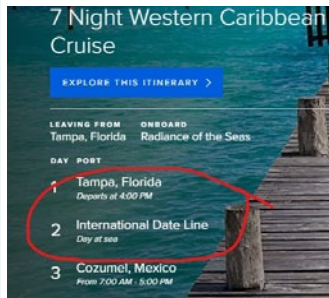 7 Night Western Caribbean
Cruise
EXPLORE THIS ITINERARY >
LEAVING FROM ONBOARD
Tampa, Florida Radiance of the Seas
DAY PORT
1 Tampa, Florida
Departs at 4:00 PM
2 International Date Line
Day at sea
3 Cozumel, Mexico
From 7:00 AM - 5:00 PM